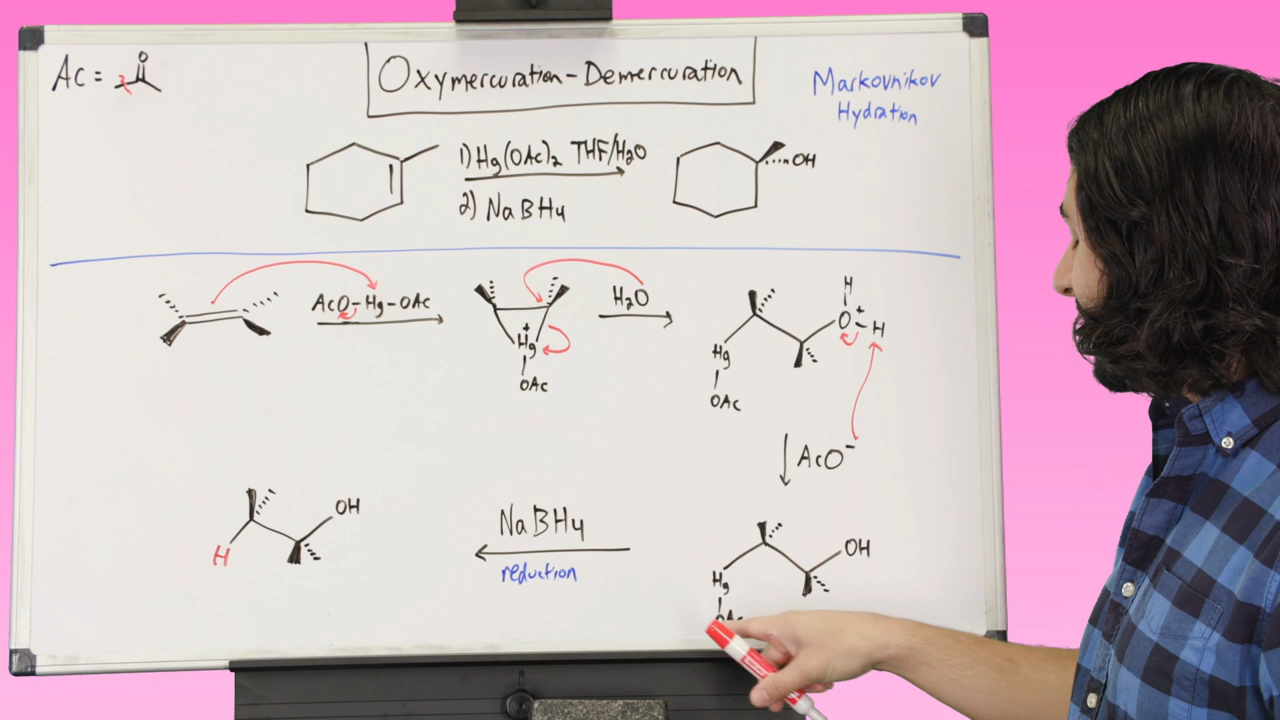 Ac =
O
Oxymercuration-Demercuration
Markovnikov
Hydration
1) Hg(OAc)2 THF/H2O
2) NaBH4
OH
AcO-Hg-OAc
Hg+
OAc
H2O
H
O+
H
Hg
OAc
AcO-
OH
H
NaBH4
reduction
OH
Hg
OAc